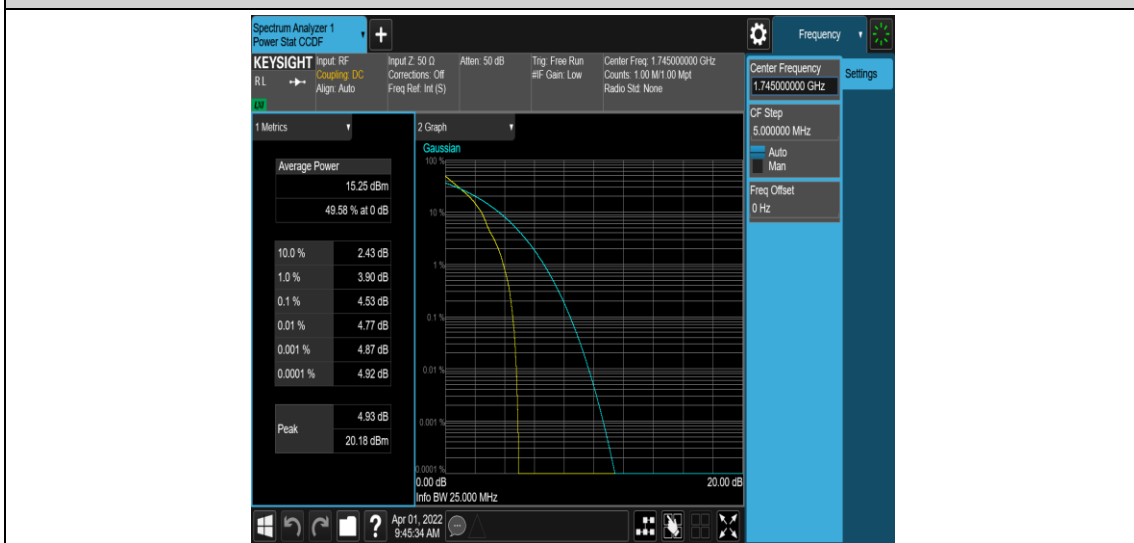 Spectrum Analyzer 1
Power Stat CCDF
+
Frequency
KEYSIGHT
RL
LXI
Input: RF
Coupling: DC
Align: Auto
Input Z: 50 Ω
Corrections: Off
Freq Ref: Int (S)
Atten: 50 dB
Trig: Free Run
#IF Gain: Low
Center Freq: 1.745000000 GHz
Counts: 1.00 M/1.00 Mpt
Radio Std: None
Center Frequency
1.745000000 GHz
Settings
CF Step
5.000000 MHz
Auto
Man
Freq Offset
0 Hz
1 Metrics
Average Power
15.25 dBm
49.58 % at 0 dB
10.0 % 2.43 dB
1.0 % 3.90 dB
0.1 % 4.53 dB
0.01 % 4.77 dB
0.001 % 4.87 dB
0.0001 % 4.92 dB
Peak
4.93 dB
20.18 dBm
2 Graph
Gaussian
100 %
10 %
1 %
0.1 %
0.01 %
0.001 %
0.0001 %
0.00 dB 20.00 dB
Info BW 25.000 MHz
?
Apr 01, 2022
9:45:34 AM